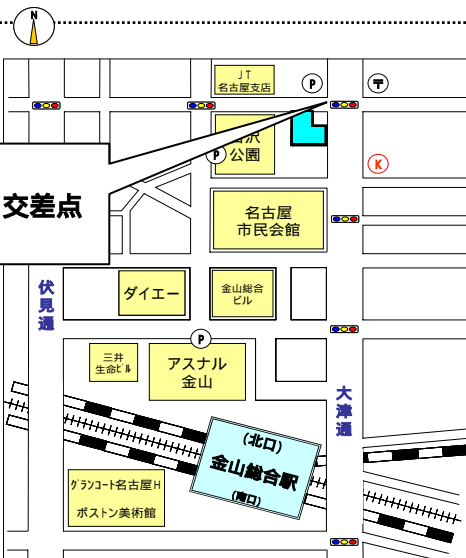 N
JT
名古屋支店
P
〒
P
公園
K
交差点
名古屋
市民会館
伏見通
ダイエー
金山総合
ビル
P
三井
生命ビル
アスナル
金山
大津通
(北口)
金山総合駅
(南口)
グランコート名古屋H
ボストン美術館